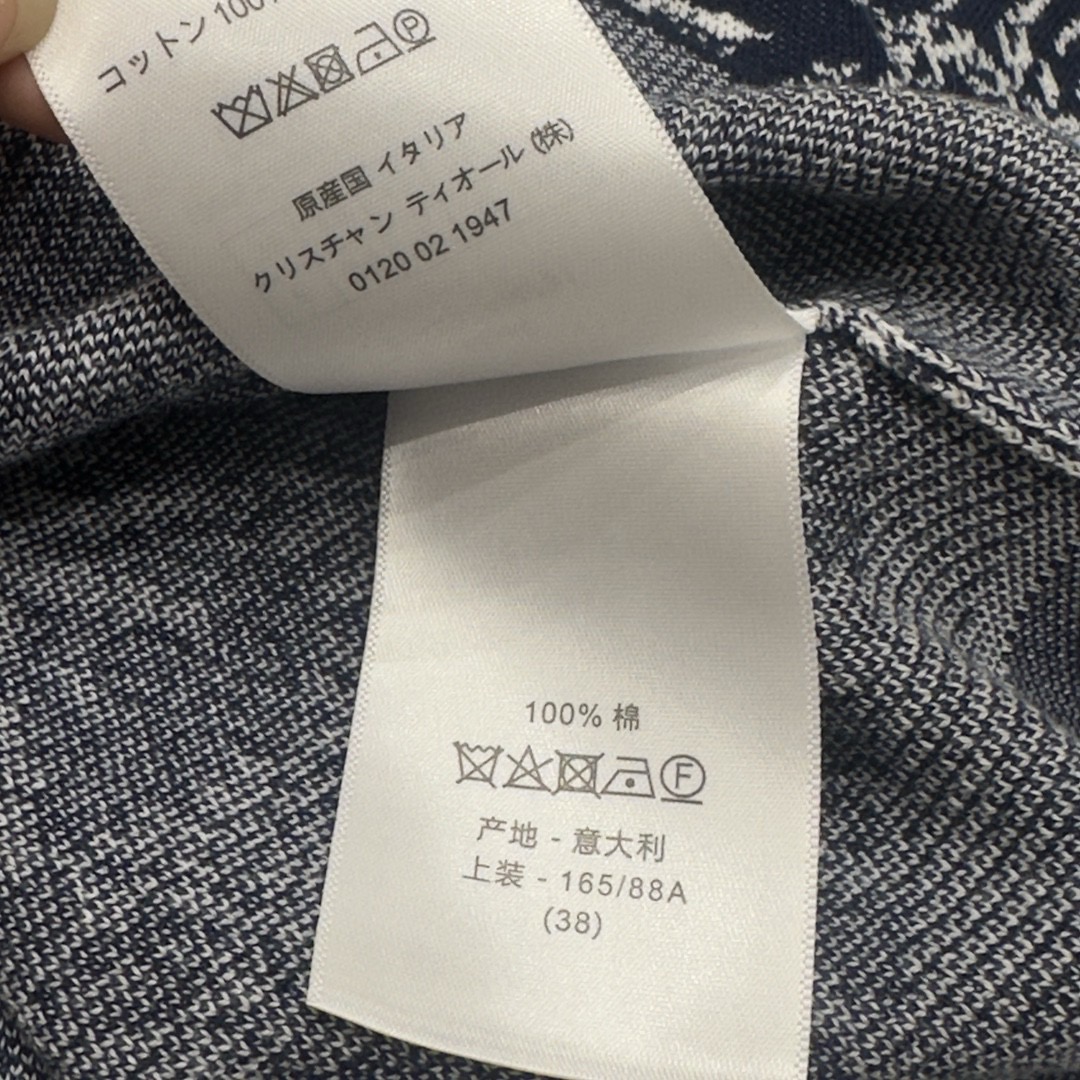 コットン 100%
P
原産国 イタリア
クリスチャン ディオール (株)
0120 02 1947
100% 棉
F
产地 - 意大利
上装 - 165/88A
(38)